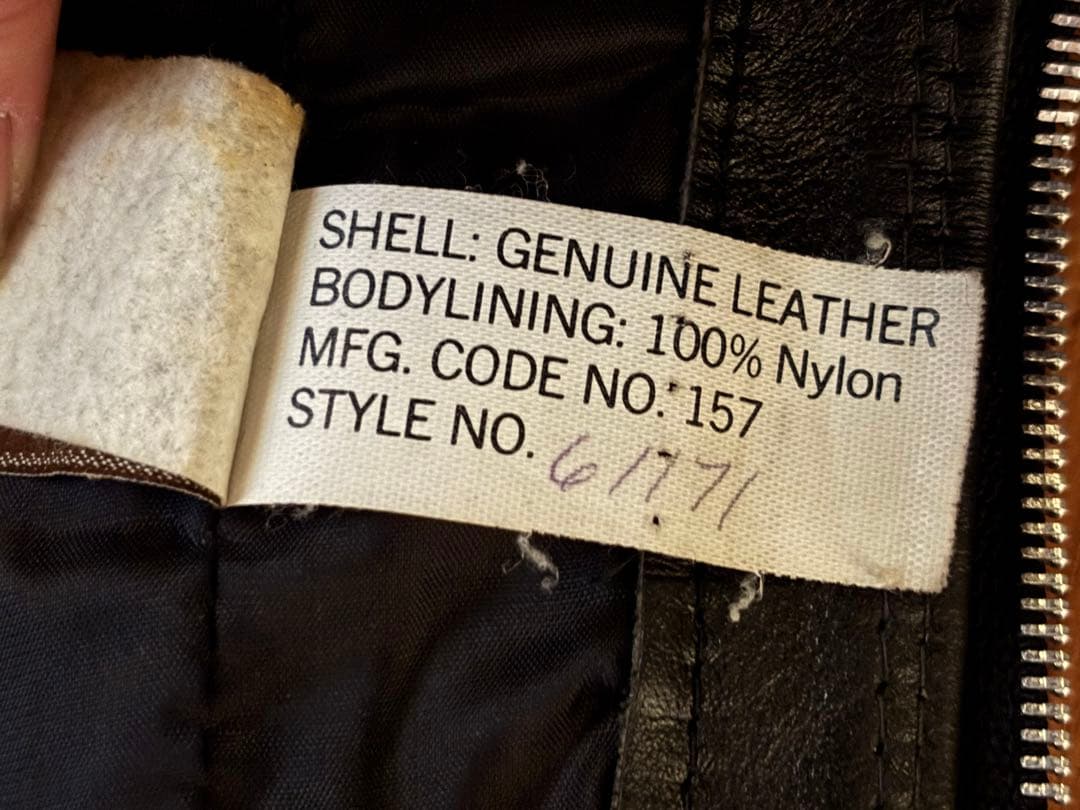 SHELL: GENUINE LEATHER
BODYLINING: 100% Nylon
MFG. CODE NO. 157
STYLE NO. 61771